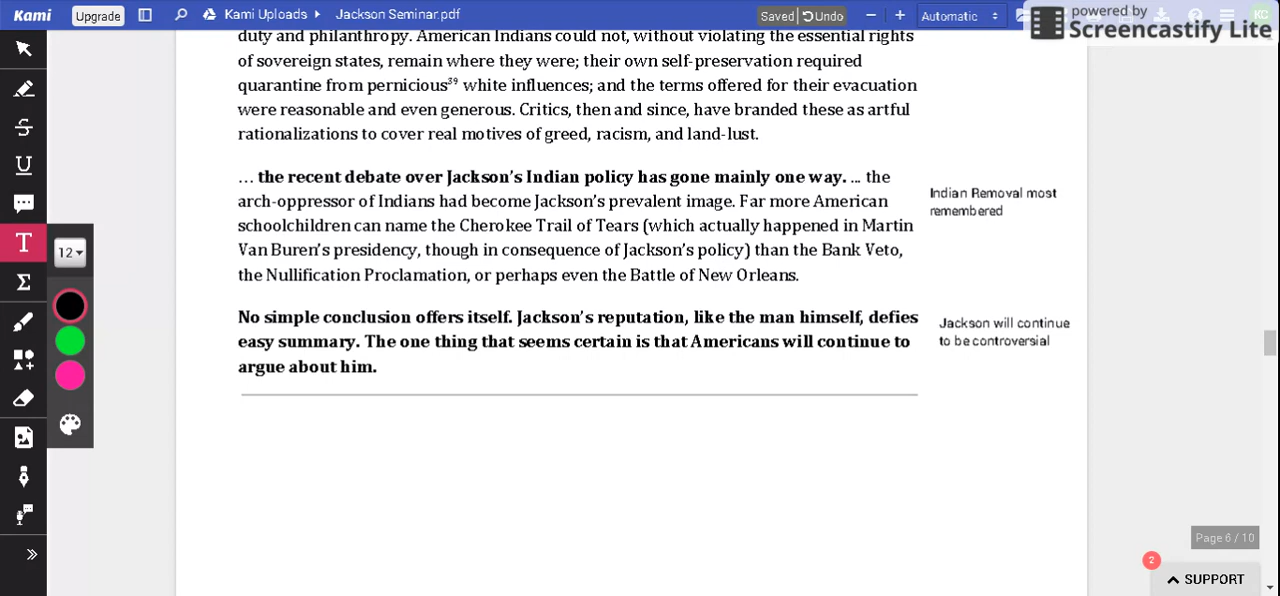 Kami Upgrade Kami Uploads Jackson Seminar.pdf Saved Undo Automatic
powered by
Screencastify Lite
duty and philanthropy. American Indians could not, without violating the essential rights
of sovereign states, remain where they were; their own self-preservation required
quarantine from pernicious³⁹ white influences; and the terms offered for their evacuation
were reasonable and even generous. Critics, then and since, have branded these as artful
rationalizations to cover real motives of greed, racism, and land-lust.
… the recent debate over Jackson's Indian policy has gone mainly one way. ... the
arch-oppressor of Indians had become Jackson's prevalent image. Far more American
schoolchildren can name the Cherokee Trail of Tears (which actually happened in Martin
Van Buren's presidency, though in consequence of Jackson's policy) than the Bank Veto,
the Nullification Proclamation, or perhaps even the Battle of New Orleans.
Indian Removal most
remembered
No simple conclusion offers itself. Jackson's reputation, like the man himself, defies
easy summary. The one thing that seems certain is that Americans will continue to
argue about him.
Jackson will continue
to be controversial
T
12
Page 6 / 10
2
SUPPORT